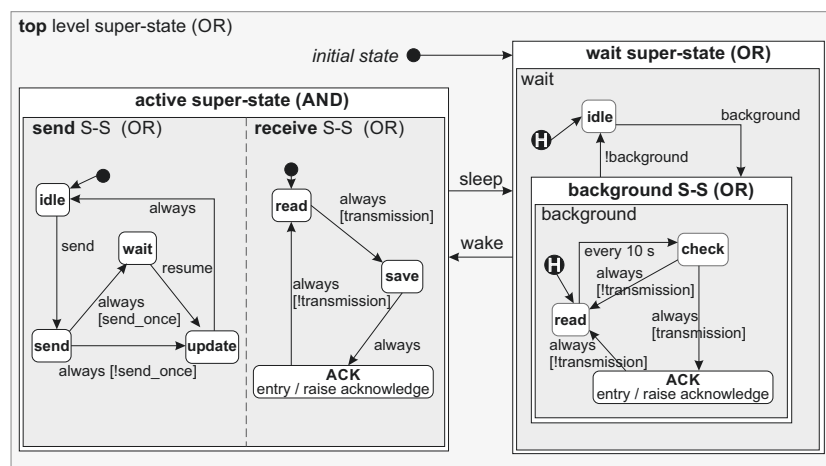 top level super-state (OR)
initial state
wait super-state (OR)
wait
idle
background
H
!background
background S-S (OR)
background
every 10 s
check
H
always
[!transmission]
read
always
[transmission]
always
[!transmission]
ACK
entry / raise acknowledge
active super-state (AND)
send S-S (OR)
idle
always
send
wait
resume
always
[send_once]
send
update
always [!send_once]
receive S-S (OR)
read
always
[transmission]
save
always
[!transmission]
always
ACK
entry / raise acknowledge
sleep
wake